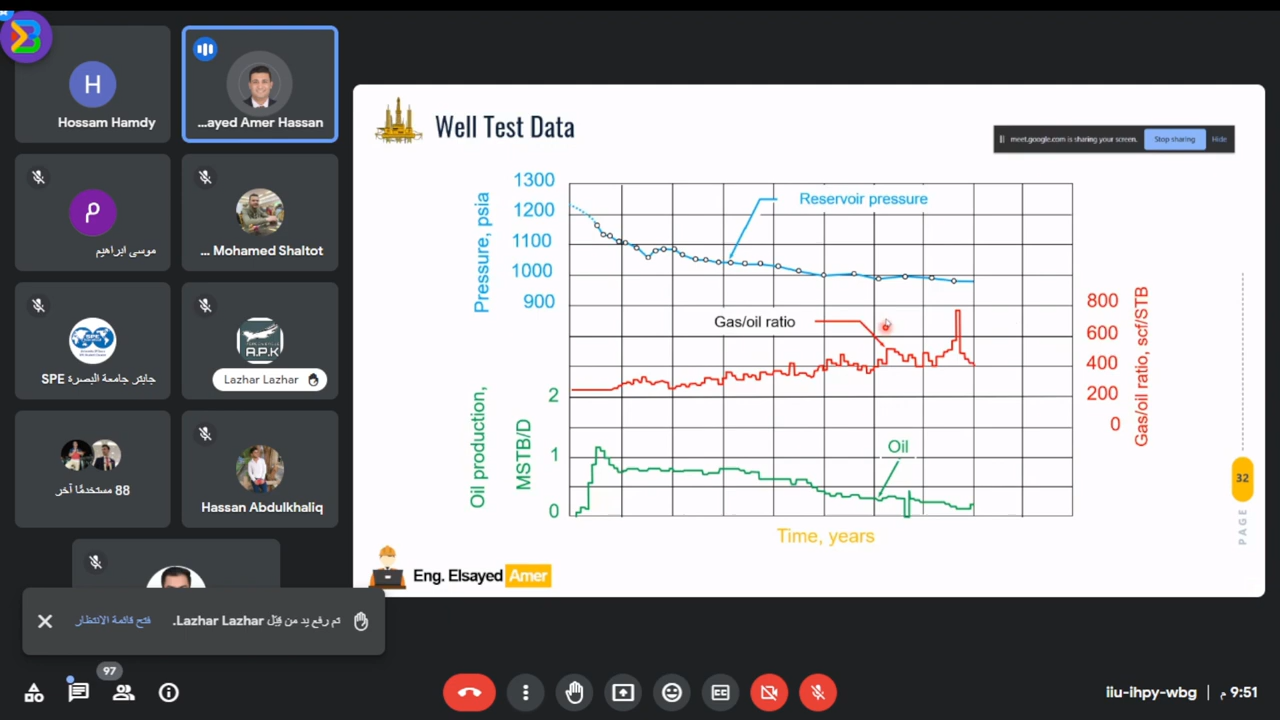 H
Hossam Hamdy
...ayed Amer Hassan
م
موسى ابراهيم
... Mohamed Shaltot
SPE جابتر جامعة البصرة
A.P.K
Lazhar Lazhar
88 مستخدمًا آخر
Hassan Abdulkhaliq
تم رفع يد من قِبَل Lazhar Lazhar.
فتح قائمة الانتظار
97
Well Test Data
meet.google.com is sharing your screen.
Stop sharing
Hide
Pressure, psia
1300
1200
1100
1000
900
Reservoir pressure
Gas/oil ratio
800
600
400
200
0
Gas/oil ratio, scf/STB
Oil production,
MSTB/D
2
1
0
Oil
Time, years
Eng. Elsayed Amer
32
PAGE
iiu-ihpy-wbg | 9:51 م